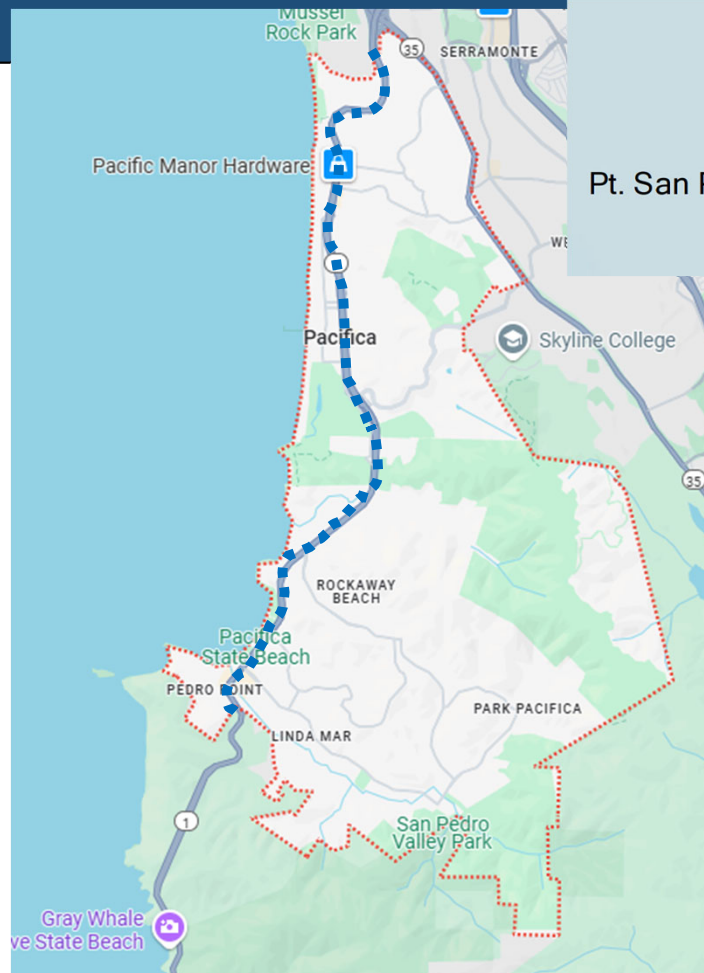 Mussel
Rock Park
35
SERRAMONTE
Pacific Manor Hardware
Pt. San
Pacifica
Skyline College
35
ROCKAWAY
BEACH
Pacifica
State Beach
PEDRO POINT
PARK PACIFICA
LINDA MAR
1
San Pedro
Valley Park
Gray Whale
ve State Beach